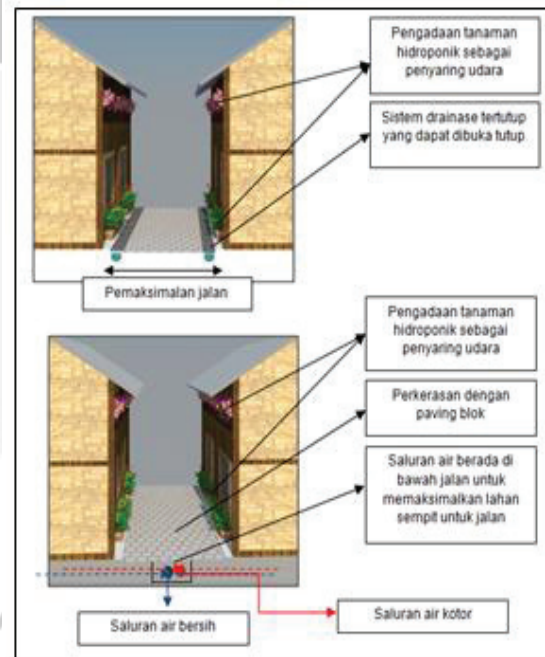 Pengadaan tanaman
hidroponik sebagai
penyaring udara
Sistem drainase tertutup
yang dapat dibuka tutup
Pemaksimalan jalan
Pengadaan tanaman
hidroponik sebagai
penyaring udara
Perkerasan dengan
paving blok
Saluran air berada di
bawah jalan untuk
memaksimalkan lahan
sempit untuk jalan
Saluran air bersih
Saluran air kotor